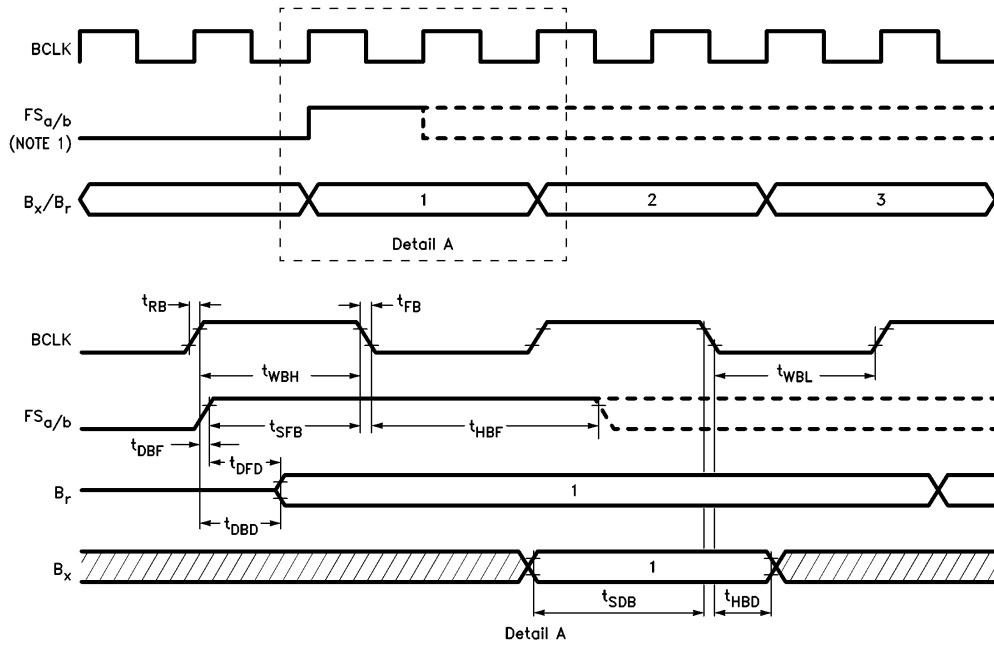 BCLK
FSa/b
(NOTE 1)
Bx/Br
1
2
3
Detail A
tRB
tFB
BCLK
tWBH
tWBL
FSa/b
tSFB
tHBF
tDBF
tDFD
Br
1
tDBD
Bx
1
tSDB
tHBD
Detail A